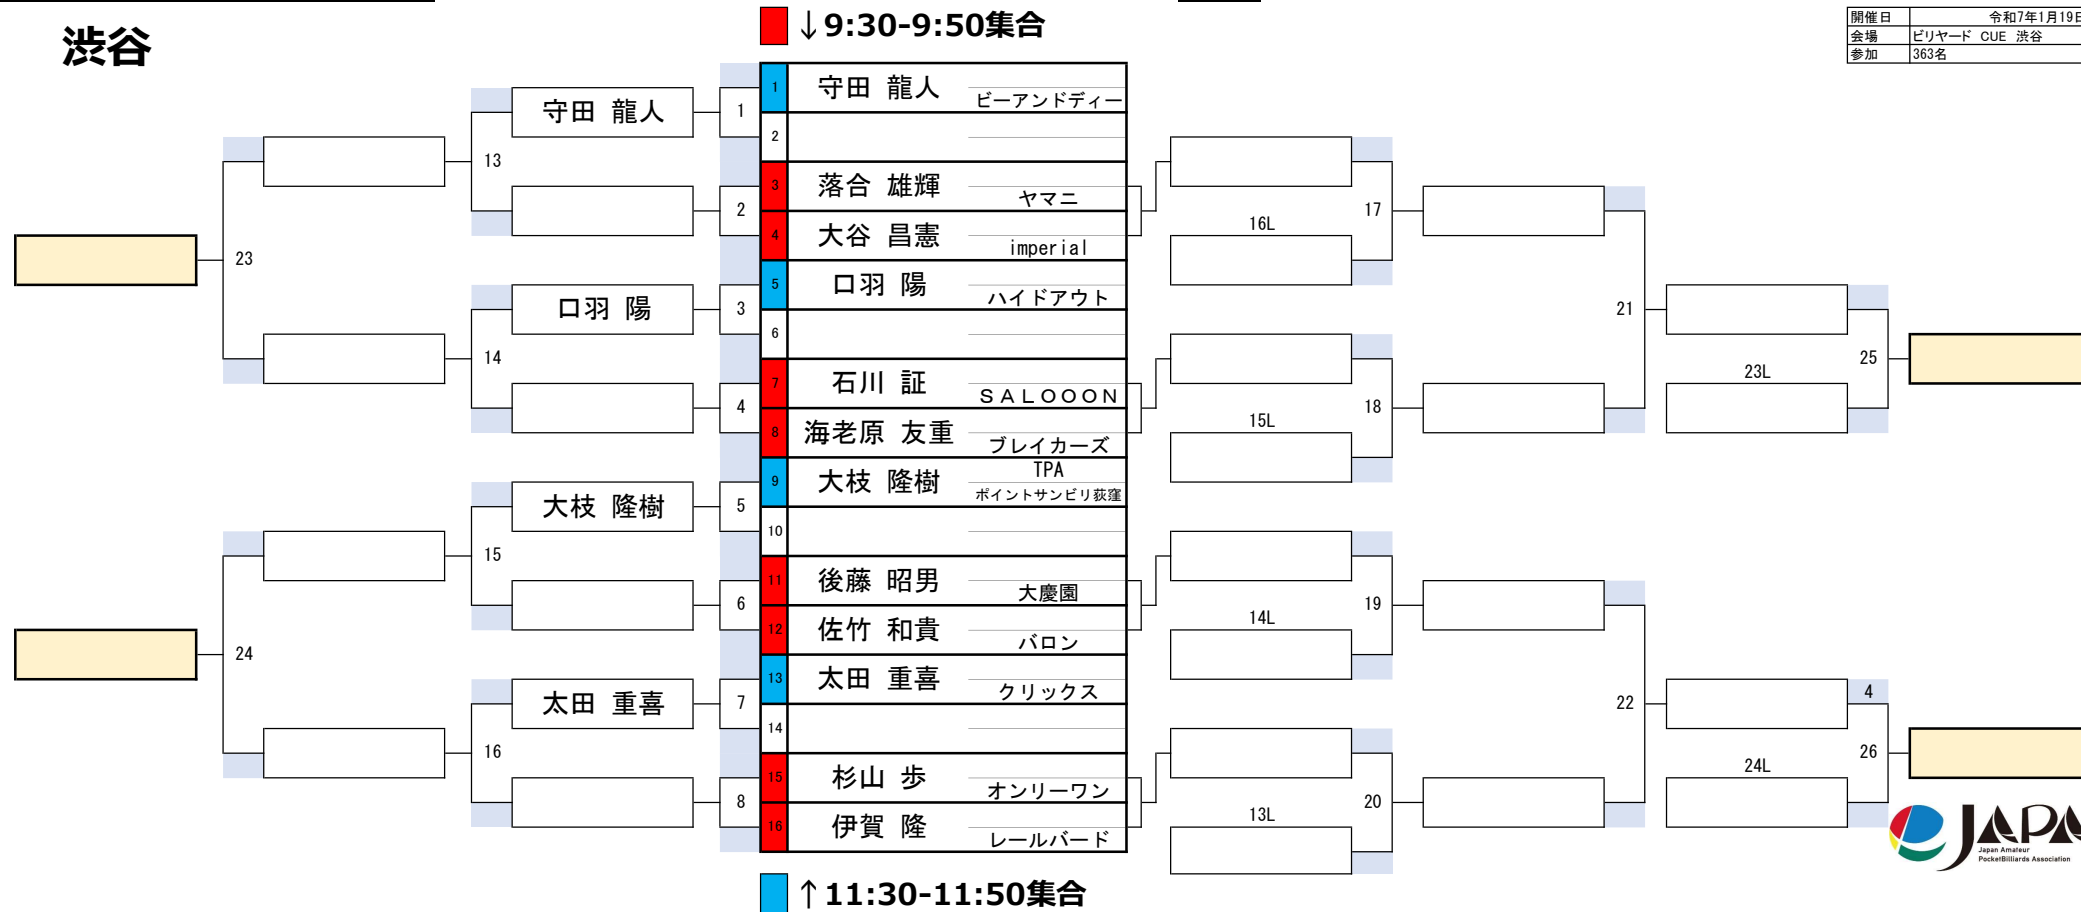 渋谷
↓9:30-9:50集合
開催日 令和7年1月19日
会場 ビリヤード CUE 渋谷
参加 363名
1 守田 龍人 ビーアンドディー
2
3 落合 雄輝 ヤマニ
4 大谷 昌憲 imperial
5 口羽 陽 ハイドアウト
6
7 石川 証 ＳＡＬＯＯＯＮ
8 海老原 友重 ブレイカーズ
9 大枝 隆樹 TPA
ポイントサンビリ荻窪
10
11 後藤 昭男 大慶園
12 佐竹 和貴 バロン
13 太田 重喜 クリックス
14
15 杉山 歩 オンリーワン
16 伊賀 隆 レールバード
守田 龍人 1
13
2
23
口羽 陽 3
14
4
大枝 隆樹 5
15
6
24
太田 重喜 7
16
8
17
16L
21
18
15L
25
23L
19
14L
22
4
26
24L
20
13L
↑11:30-11:50集合
JAPA
Japan Amateur
PocketBilliards Association